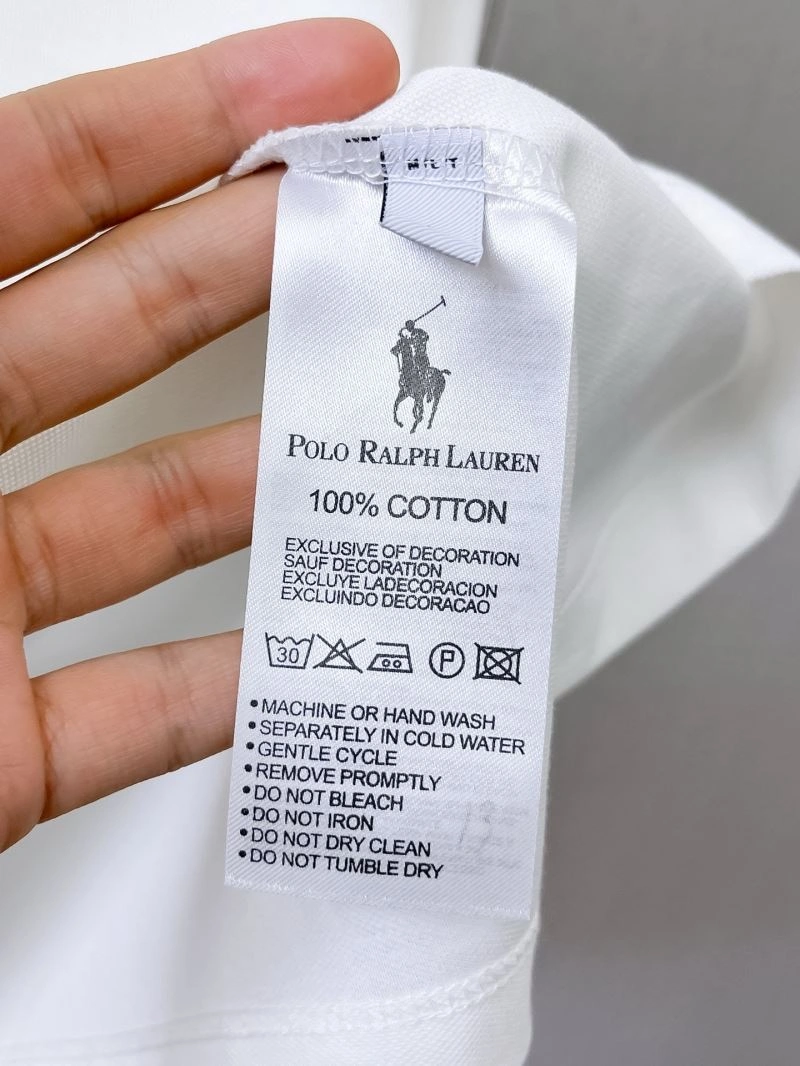 POLO RALPH LAUREN
100% COTTON
EXCLUSIVE OF DECORATION
SAUF DECORATION
EXCLUYE LADECORACION
EXCLUINDO DECORACAO
30
P
•MACHINE OR HAND WASH
•SEPARATELY IN COLD WATER
•GENTLE CYCLE
•REMOVE PROMPTLY
•DO NOT BLEACH
•DO NOT IRON
•DO NOT DRY CLEAN
•DO NOT TUMBLE DRY